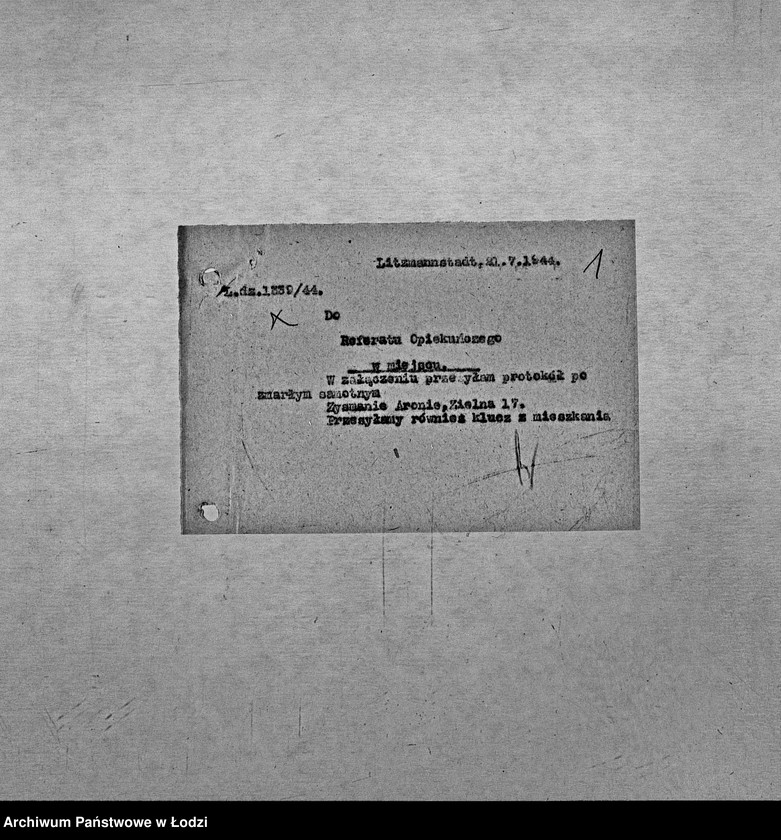 Litzmannstadt, 21.7.1944.
1
L.dz.1339/44.
Do
Referatu Opiekuńczego
w miejscu.
W załączeniu przesyłam protokół po
zmarłym samotnym
Zysmanie Aronie, Zielna 17.
Przesyłamy również klucz z mieszkania
Archiwum Państwowe w Łodzi